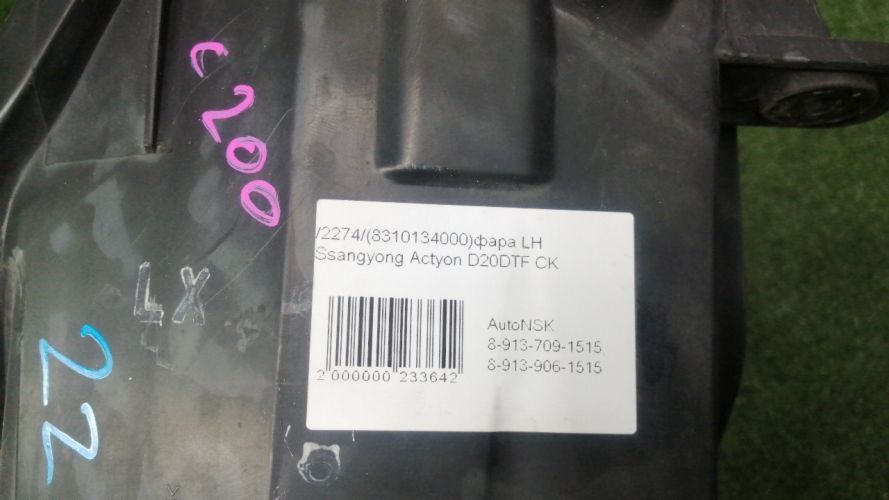 C200
LX
22
/2274/(8310134000)фара LH
Ssangyong Actyon D20DTF CK
AutoNSK
8-913-709-1515
8-913-906-1515
2 000000 233642